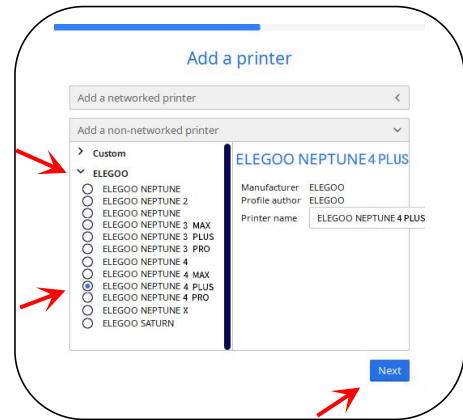 Add a printer
Add a networked printer
Add a non-networked printer
Custom
ELEGOO
ELEGOO NEPTUNE
ELEGOO NEPTUNE 2
ELEGOO NEPTUNE
ELEGOO NEPTUNE 3 MAX
ELEGOO NEPTUNE 3 PLUS
ELEGOO NEPTUNE 3 PRO
ELEGOO NEPTUNE 4
ELEGOO NEPTUNE 4 MAX
ELEGOO NEPTUNE 4 PLUS
ELEGOO NEPTUNE 4 PRO
ELEGOO NEPTUNE X
ELEGOO SATURN
ELEGOO NEPTUNE 4 PLUS
Manufacturer ELEGOO
Profile author ELEGOO
Printer name ELEGOO NEPTUNE 4 PLUS
Next